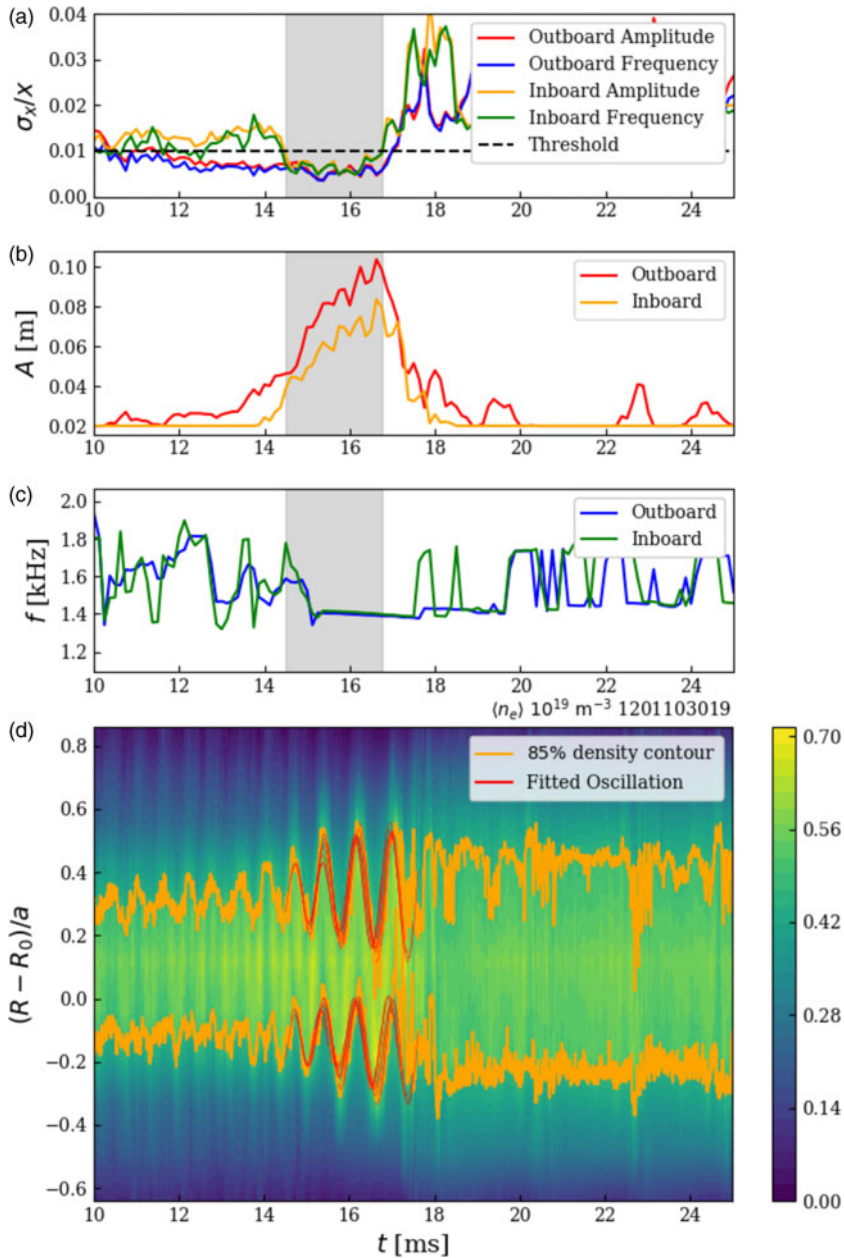 (a)
0.04
0.03
0.02
0.01
0.00
σx/x
Outboard Amplitude
Outboard Frequency
Inboard Amplitude
Inboard Frequency
Threshold
10 12 14 16 18 20 22 24
(b)
0.10
0.08
0.06
0.04
0.02
A [m]
Outboard
Inboard
10 12 14 16 18 20 22 24
(c)
2.0
1.8
1.6
1.4
1.2
f [kHz]
Outboard
Inboard
10 12 14 16 18 20 22 24
⟨nₑ⟩ 10¹⁹ m⁻³ 1201103019
(d)
0.8
0.6
0.4
0.2
0.0
−0.2
−0.4
−0.6
(R − R₀)/a
85% density contour
Fitted Oscillation
10 12 14 16 18 20 22 24
t [ms]
0.70
0.56
0.42
0.28
0.14
0.00